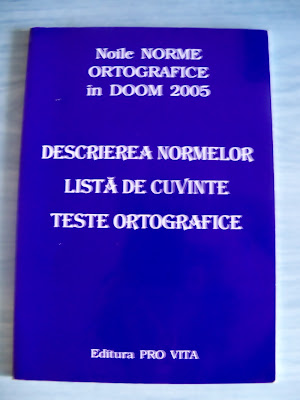 Noile NORME
ORTOGRAFICE
în DOOM 2005
DESCRIEREA NORMELOR
LISTĂ DE CUVINTE
TESTE ORTOGRAFICE
Editura PRO VITA